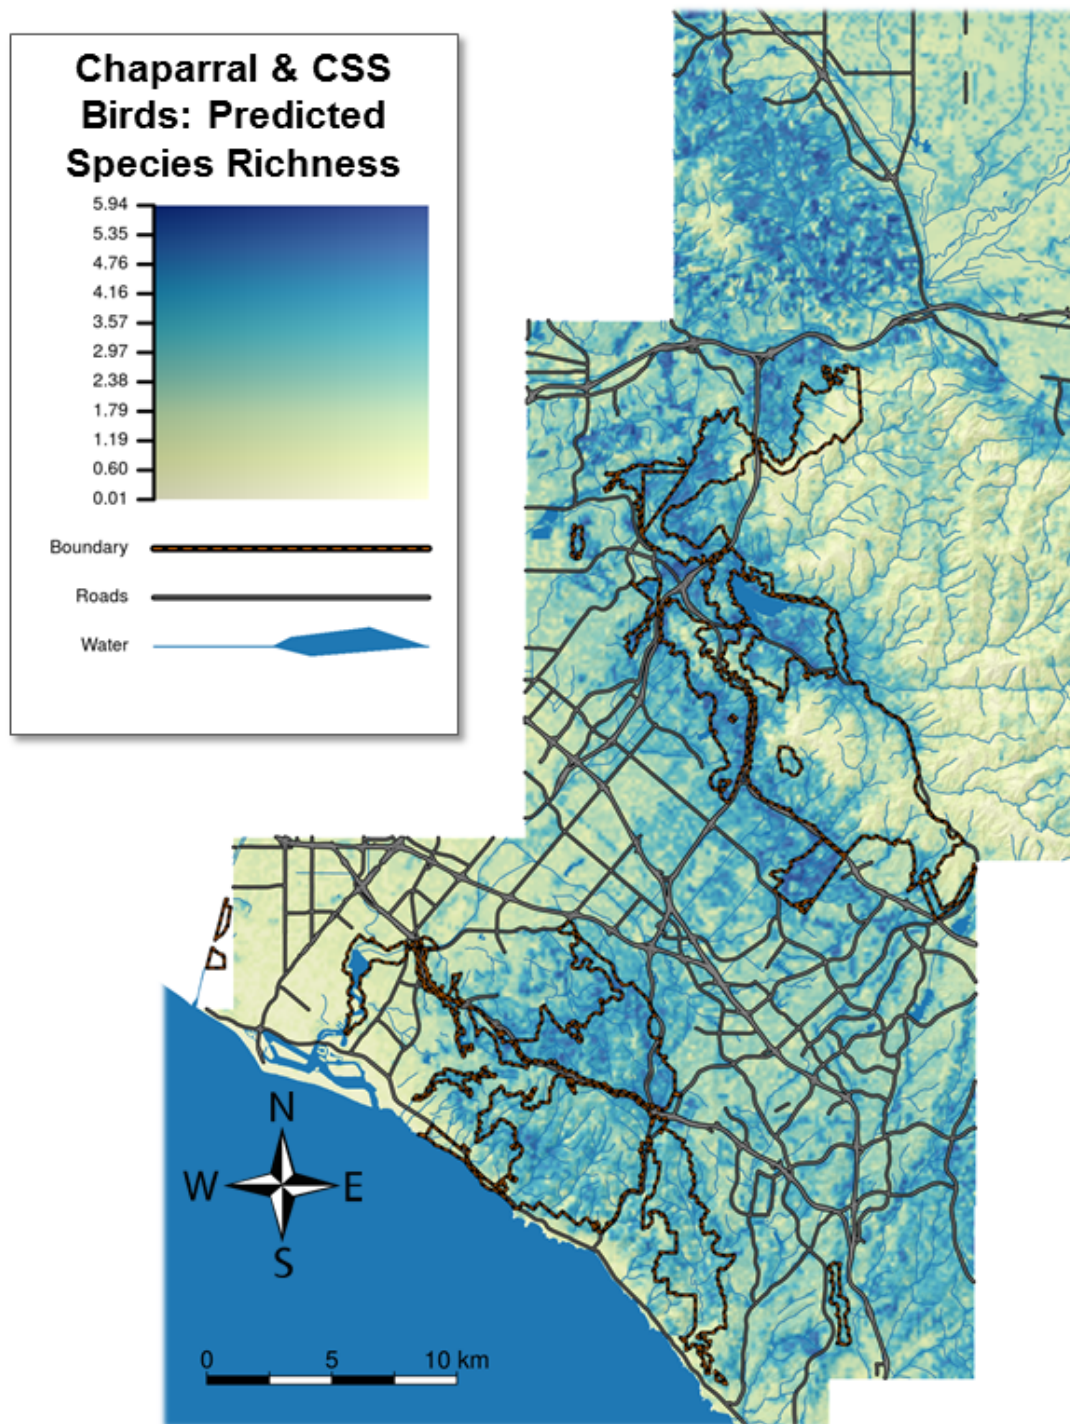 Chaparral & CSS
Birds: Predicted
Species Richness
5.94
5.35
4.76
4.16
3.57
2.97
2.38
1.79
1.19
0.60
0.01
Boundary
Roads
Water
N
W E
S
0 5 10 km